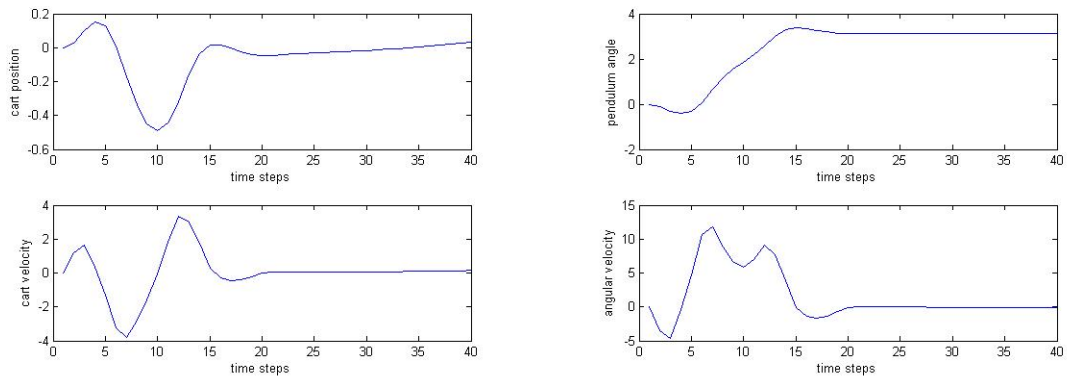 0.2
0
-0.2
-0.4
-0.6
cart position
0 5 10 15 20 25 30 35 40
time steps
4
2
0
-2
pendulum angle
0 5 10 15 20 25 30 35 40
time steps
4
2
0
-2
-4
cart velocity
0 5 10 15 20 25 30 35 40
time steps
15
10
5
0
-5
angular velocity
0 5 10 15 20 25 30 35 40
time steps